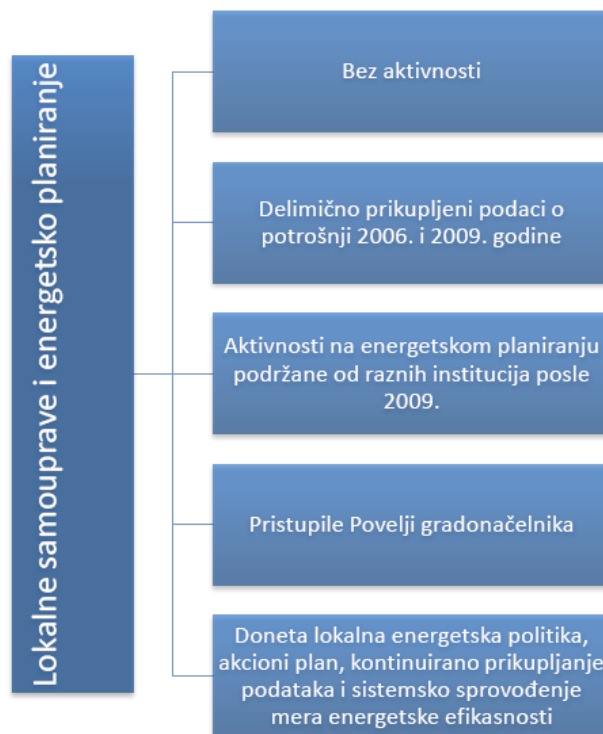 Lokalne samouprave i energetsko planiranje
Bez aktivnosti
Delimično prikupljeni podaci o
potrošnji 2006. i 2009. godine
Aktivnosti na energetskom planiranju
podržane od raznih institucija posle
2009.
Pristupile Povelji gradonačelnika
Doneta lokalna energetska politika,
akcioni plan, kontinuirano prikupljanje
podataka i sistemsko sprovođenje
mera energetske efikasnosti